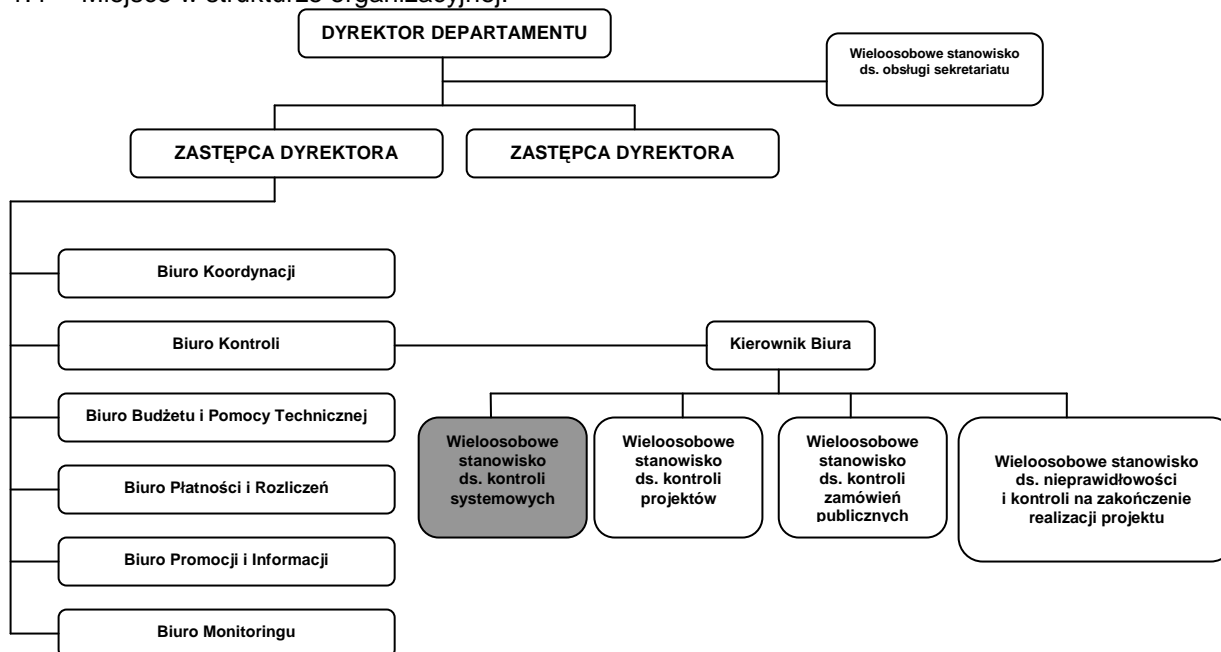 Miejsce w strukturze organizacyjnej:
DYREKTOR DEPARTAMENTU
Wieloosobowe stanowisko
ds. obsługi sekretariatu
ZASTĘPCA DYREKTORA
ZASTĘPCA DYREKTORA
Biuro Koordynacji
Biuro Kontroli
Kierownik Biura
Biuro Budżetu i Pomocy Technicznej
Wieloosobowe
stanowisko
ds. kontroli
systemowych
Wieloosobowe
stanowisko
ds. kontroli
projektów
Wieloosobowe
stanowisko
ds. kontroli
zamówień
publicznych
Wieloosobowe stanowisko
ds. nieprawidłowości
i kontroli na zakończenie
realizacji projektu
Biuro Płatności i Rozliczeń
Biuro Promocji i Informacji
Biuro Monitoringu